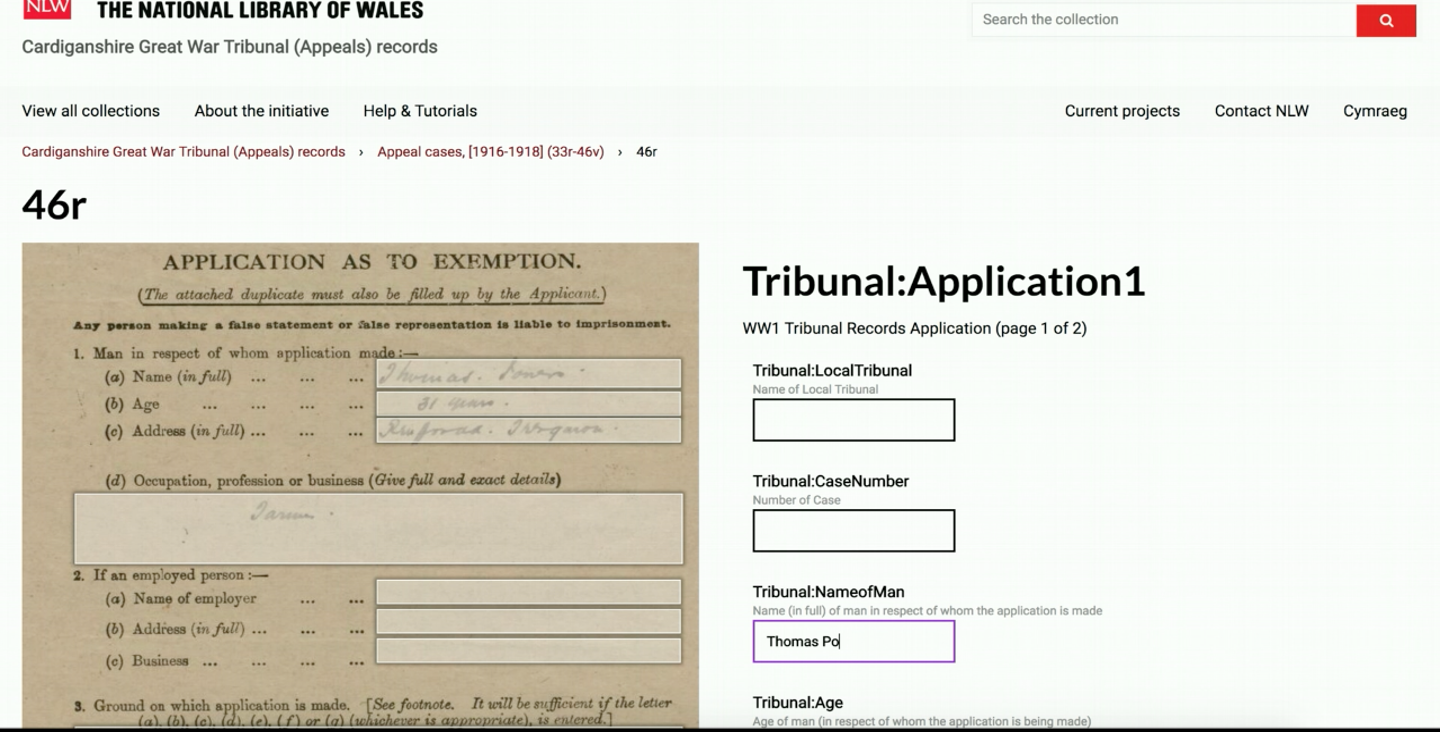 NLW THE NATIONAL LIBRARY OF WALES
Cardiganshire Great War Tribunal (Appeals) records
Search the collection
View all collections About the initiative Help & Tutorials Current projects Contact NLW Cymraeg
Cardiganshire Great War Tribunal (Appeals) records › Appeal cases, [1916-1918] (33r-46v) › 46r
46r
APPLICATION AS TO EXEMPTION.
(The attached duplicate must also be filled up by the Applicant.)
Any person making a false statement or false representation is liable to imprisonment.
1. Man in respect of whom application made:—
(a) Name (in full) ... ... ... Thomas.
(b) Age ... ... ... ... 31 years.
(c) Address (in full) ... ... ...
(d) Occupation, profession or business (Give full and exact details)
Farmer.
2. If an employed person:—
(a) Name of employer ... ...
(b) Address (in full) ... ... ...
(c) Business ... ... ... ...
3. Ground on which application is made. [See footnote. It will be sufficient if the letter
(a), (b), (c), (d), (e), (f) or (g) (whichever is appropriate), is entered.]
Tribunal:Application1
WW1 Tribunal Records Application (page 1 of 2)
Tribunal:LocalTribunal
Name of Local Tribunal
Tribunal:CaseNumber
Number of Case
Tribunal:NameofMan
Name (in full) of man in respect of whom the application is made
Thomas Po
Tribunal:Age
Age of man (in respect of whom the application is being made)